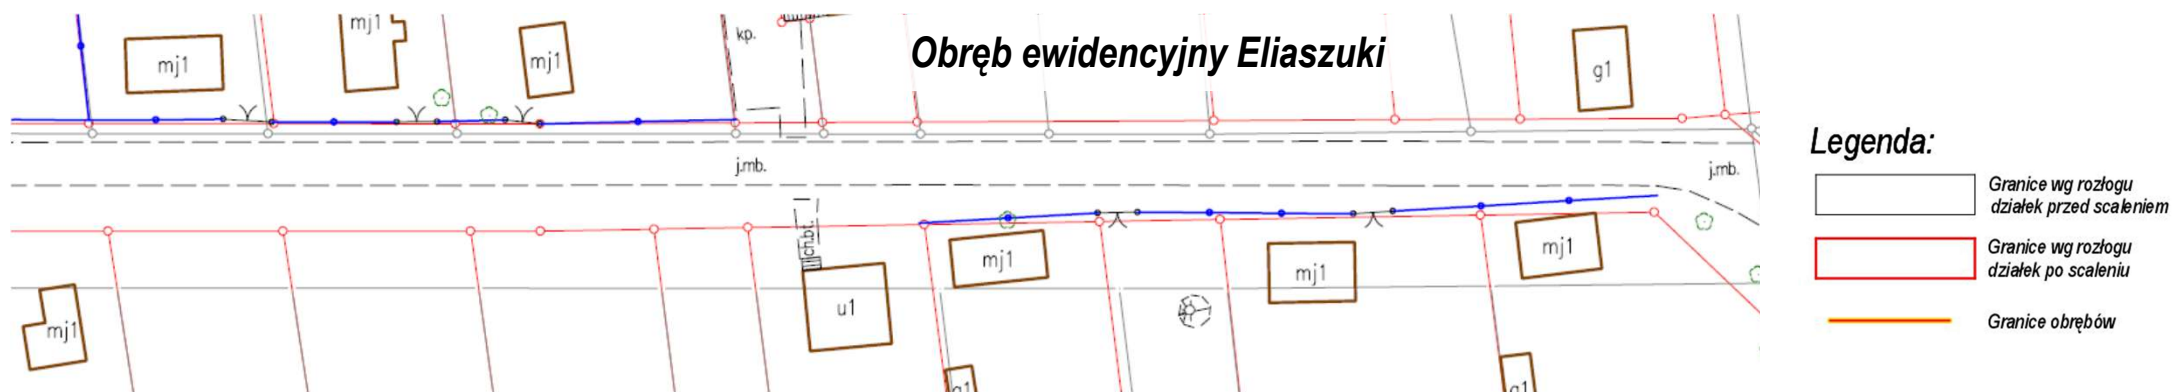 mj1
mj1
mj1
kp.
Obręb ewidencyjny Eliaszuki
g1
j.mb.
j.mb.
ch.bt.
mj1
u1
mj1
mj1
mj1
g1
g1
Legenda:
Granice wg rozłogu
działek przed scaleniem
Granice wg rozłogu
działek po scaleniu
Granice obrębów